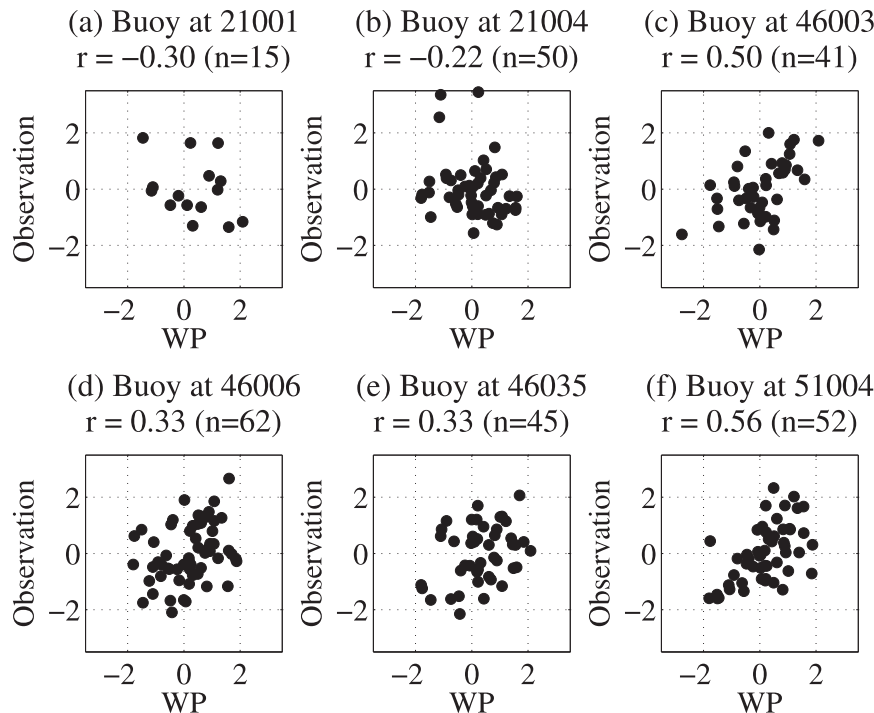 (a) Buoy at 21001
r = −0.30 (n=15)
(b) Buoy at 21004
r = −0.22 (n=50)
(c) Buoy at 46003
r = 0.50 (n=41)
Observation
2
0
−2
−2 0 2
WP
Observation
2
0
−2
−2 0 2
WP
Observation
2
0
−2
−2 0 2
WP
(d) Buoy at 46006
r = 0.33 (n=62)
(e) Buoy at 46035
r = 0.33 (n=45)
(f) Buoy at 51004
r = 0.56 (n=52)
Observation
2
0
−2
−2 0 2
WP
Observation
2
0
−2
−2 0 2
WP
Observation
2
0
−2
−2 0 2
WP